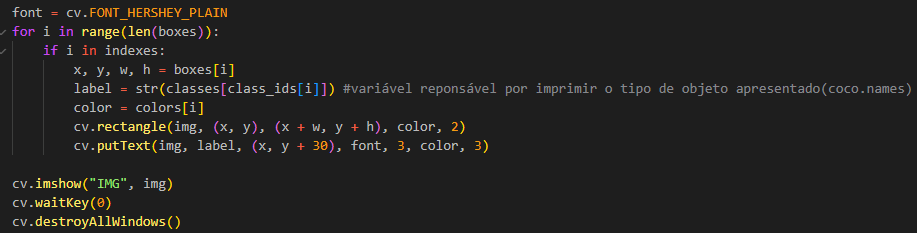 font = cv.FONT_HERSHEY_PLAIN
for i in range(len(boxes)):
    if i in indexes:
        x, y, w, h = boxes[i]
        label = str(classes[class_ids[i]]) #variável reponsável por imprimir o tipo de objeto apresentado(coco.names)
        color = colors[i]
        cv.rectangle(img, (x, y), (x + w, y + h), color, 2)
        cv.putText(img, label, (x, y + 30), font, 3, color, 3)
cv.imshow("IMG", img)
cv.waitKey(0)
cv.destroyAllWindows()